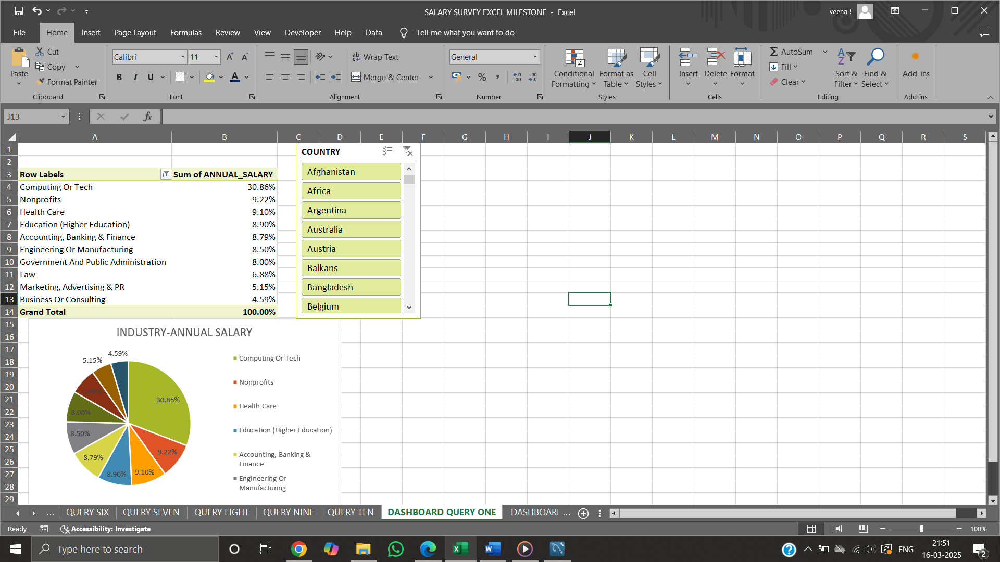 SALARY SURVEY EXCEL MILESTONE - Excel
veena !
File Home Insert Page Layout Formulas Review View Developer Help Data Tell me what you want to do
Cut
Copy
Format Painter
Paste
Clipboard
Calibri 11
B I U
Font
Wrap Text
Merge & Center
Alignment
General
Number
Conditional Formatting
Format as Table
Cell Styles
Styles
Insert Delete Format
Cells
AutoSum
Fill
Clear
Sort & Filter
Find & Select
Editing
Add-ins
Add-ins
J13
fx
A B C D E F G H I J K L M N O P Q R S
1
2
3 Row Labels Sum of ANNUAL_SALARY
4 Computing Or Tech 30.86%
5 Nonprofits 9.22%
6 Health Care 9.10%
7 Education (Higher Education) 8.90%
8 Accounting, Banking & Finance 8.79%
9 Engineering Or Manufacturing 8.50%
10 Government And Public Administration 8.00%
11 Law 6.88%
12 Marketing, Advertising & PR 5.15%
13 Business Or Consulting 4.59%
14 Grand Total 100.00%
COUNTRY
Afghanistan
Africa
Argentina
Australia
Austria
Balkans
Bangladesh
Belgium
15
16
17
18
19
20
21
22
23
24
25
26
27
28
29
INDUSTRY-ANNUAL SALARY
4.59%
5.15%
6.88%
30.86%
8.00%
8.50%
9.22%
8.79%
8.90%
9.10%
Computing Or Tech
Nonprofits
Health Care
Education (Higher Education)
Accounting, Banking &
Finance
Engineering Or
Manufacturing
... QUERY SIX QUERY SEVEN QUERY EIGHT QUERY NINE QUERY TEN DASHBOARD QUERY ONE DASHBOARI ...
Ready Accessibility: Investigate 100%
Type here to search
ENG
21:51
16-03-2025
2